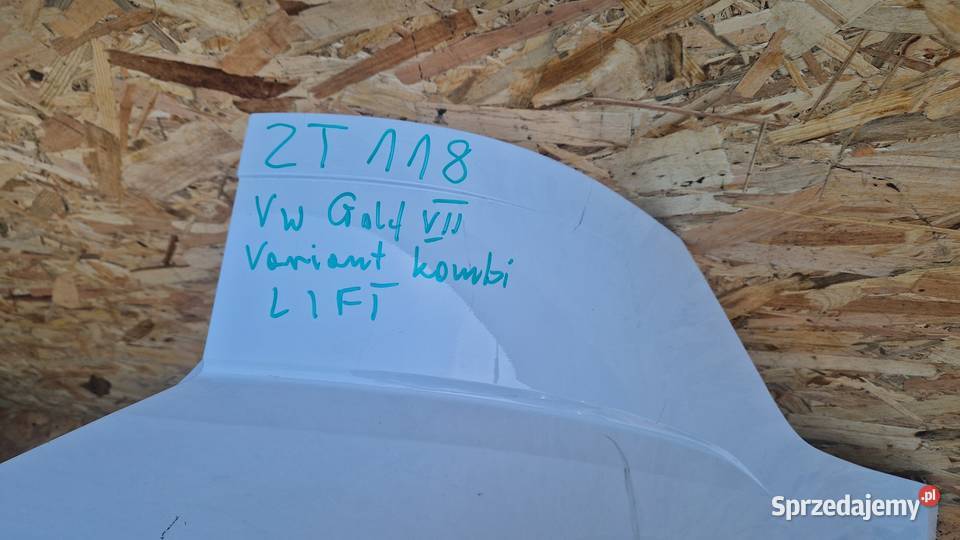 ZT 118
VW Golf VII
Variant kombi
LIFT
Sprzedajemy.pl